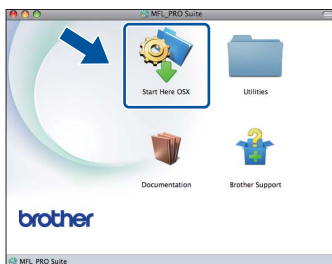 MFL_PRO Suite
Start Here OSX
Utilities
Documentation
Brother Support
brother
MFL_PRO Suite